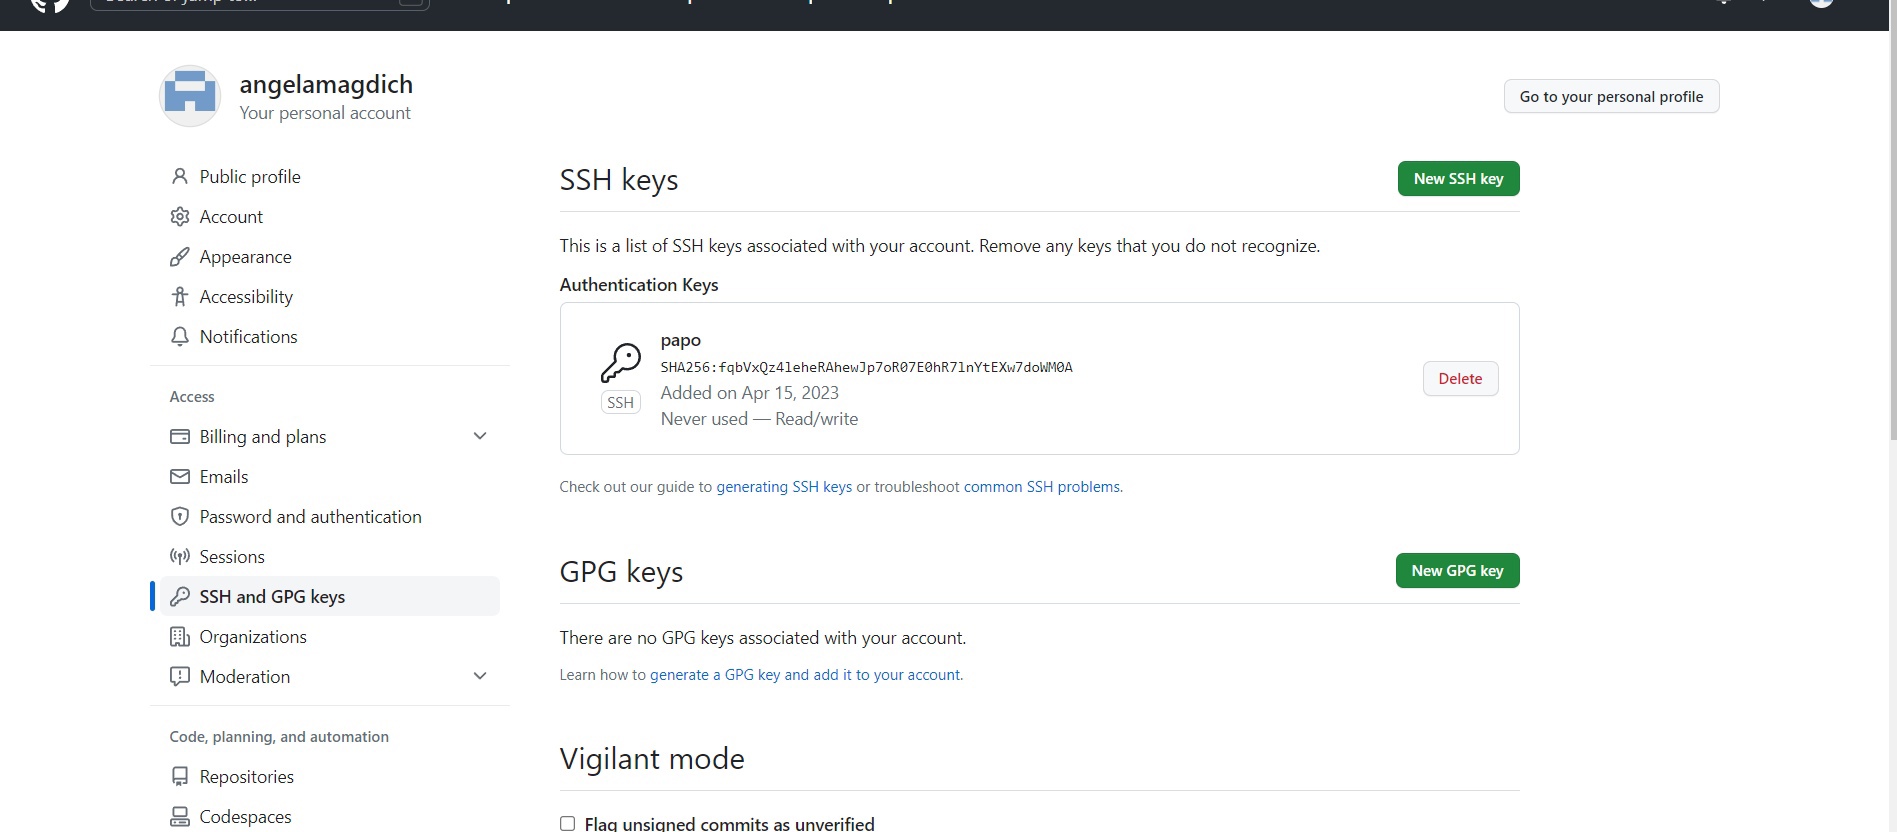 angelamagdich
Your personal account
Go to your personal profile
Public profile
Account
Appearance
Accessibility
Notifications
Access
Billing and plans
Emails
Password and authentication
Sessions
SSH and GPG keys
Organizations
Moderation
Code, planning, and automation
Repositories
Codespaces
SSH keys
New SSH key
This is a list of SSH keys associated with your account. Remove any keys that you do not recognize.
Authentication Keys
papo
SHA256:fqbVxQz4leheRAhewJp7oR07E0hR7lnYtEXw7doWM0A
Added on Apr 15, 2023
Never used — Read/write
SSH
Delete
Check out our guide to generating SSH keys or troubleshoot common SSH problems.
GPG keys
New GPG key
There are no GPG keys associated with your account.
Learn how to generate a GPG key and add it to your account.
Vigilant mode
Flag unsigned commits as unverified